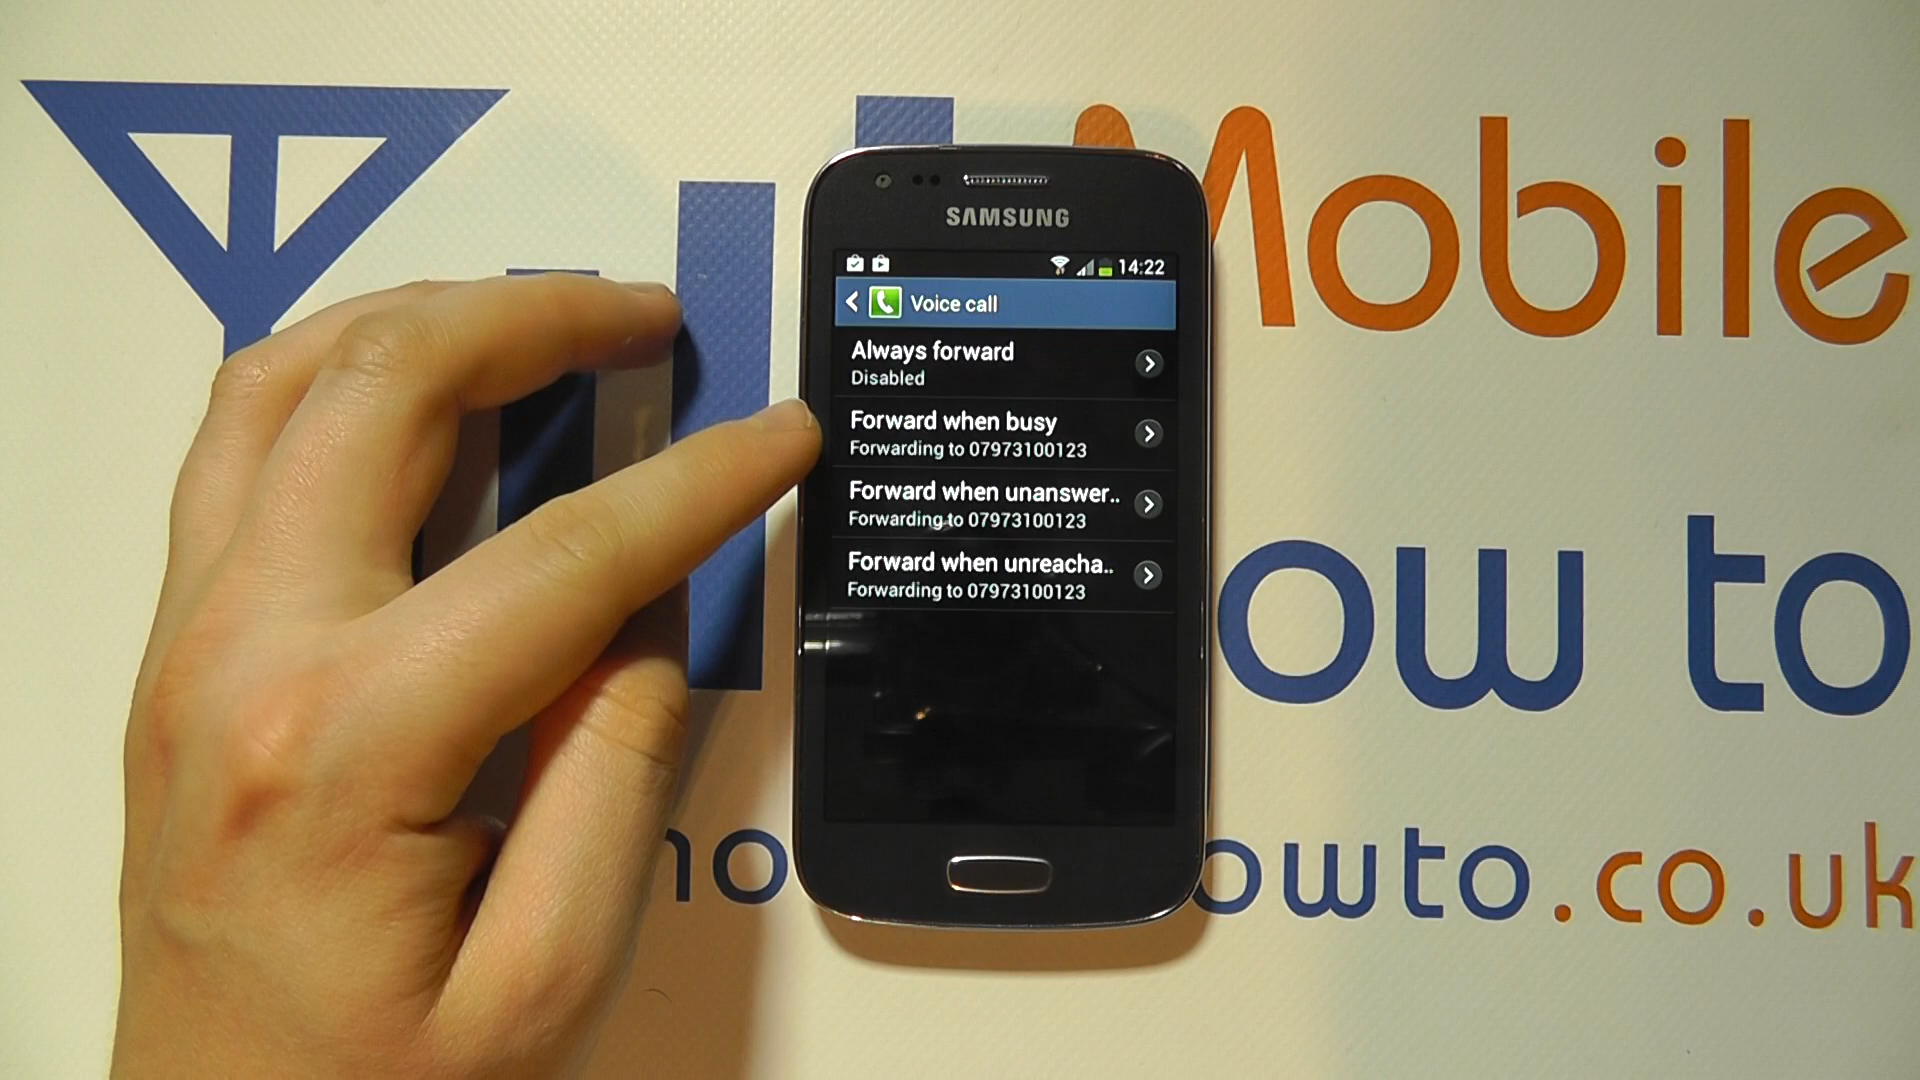 Mobile
SAMSUNG
14:22
Voice call
Always forward
Disabled
Forward when busy
Forwarding to 07973100123
Forward when unanswer..
Forwarding to 07973100123
Forward when unreacha..
Forwarding to 07973100123
ow to
owto.co.uk